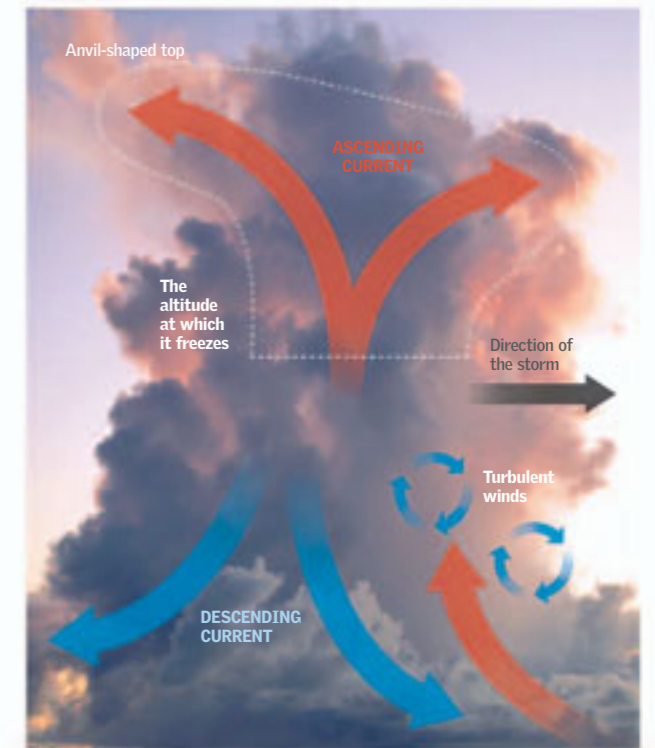 Anvil-shaped top
ASCENDING
CURRENT
The
altitude
at which
it freezes
Direction of
the storm
Turbulent
winds
DESCENDING
CURRENT